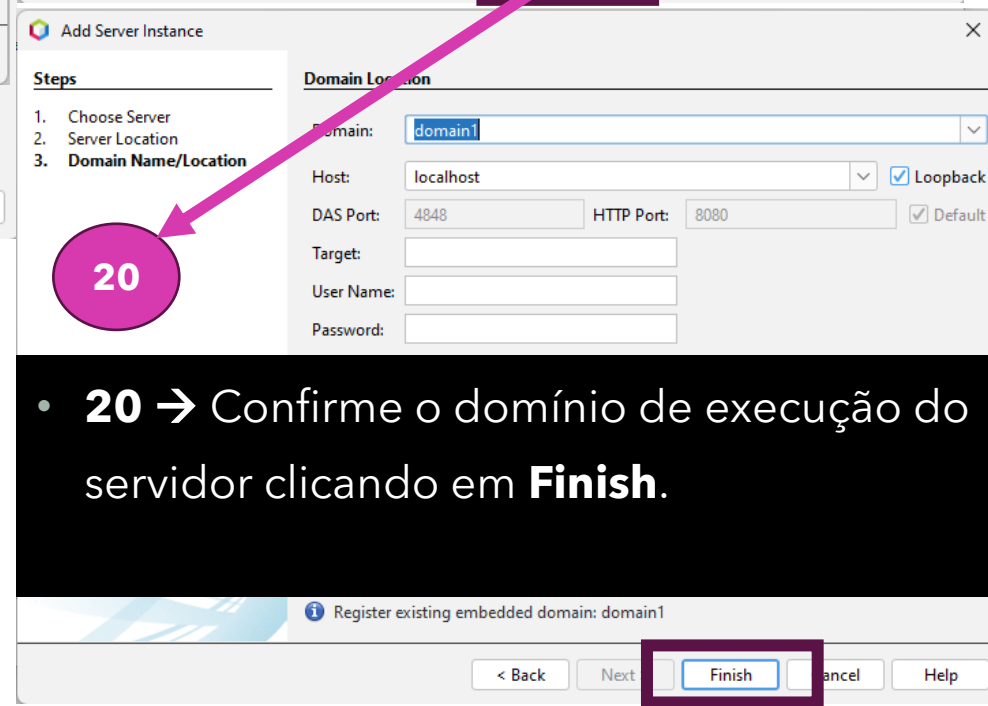 Add Server Instance
Steps
Domain Location
1. Choose Server
2. Server Location
3. Domain Name/Location
Domain: domain1
Host: localhost Loopback
DAS Port: 4848 HTTP Port: 8080 Default
Target:
20
User Name:
Password:
• 20 → Confirme o domínio de execução do
servidor clicando em Finish.
Register existing embedded domain: domain1
< Back Next Finish Cancel Help